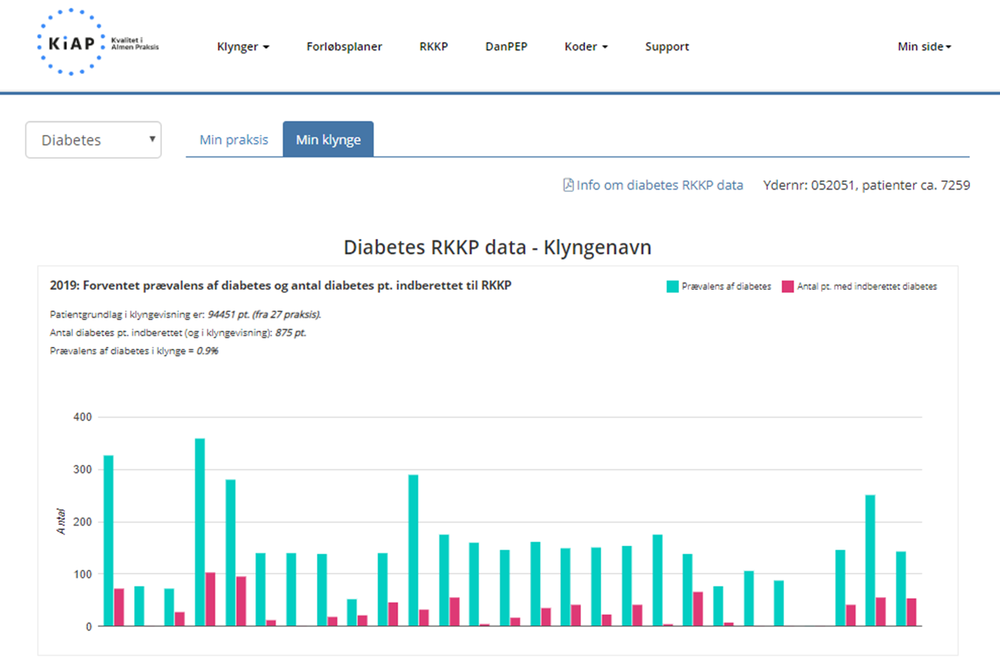 KiAP
Kvalitet i
Almen Praksis
Klynger
Forløbsplaner
RKKP
DanPEP
Koder
Support
Min side
Diabetes
Min praksis
Min klynge
Info om diabetes RKKP data
Ydernr: 052051, patienter ca. 7259
Diabetes RKKP data - Klyngenavn
2019: Forventet prævalens af diabetes og antal diabetes pt. indberettet til RKKP
Prævalens af diabetes
Antal pt. med indberettet diabetes
Patientgrundlag i klyngevisning er: 94451 pt. (fra 27 praksis).
Antal diabetes pt. indberettet (og i klyngevisning): 875 pt.
Prævalens af diabetes i klynge = 0.9%
400
300
200
100
0
Antal